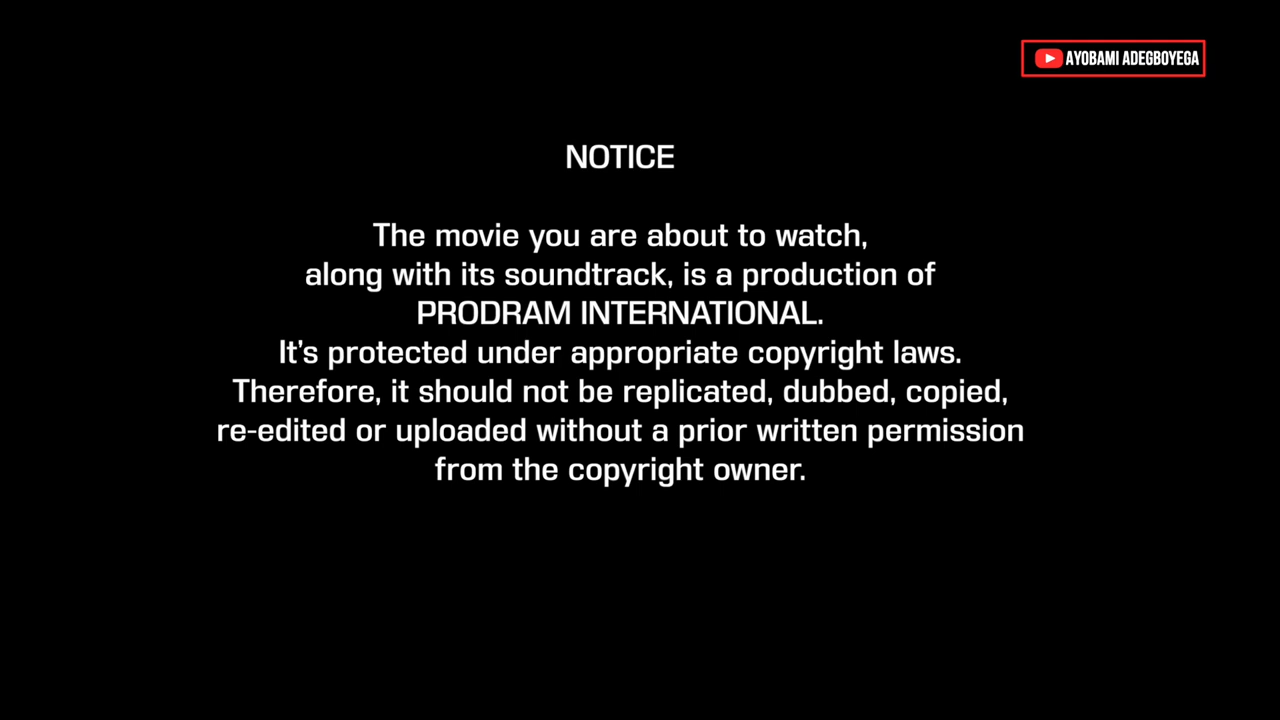 AYOBAMI ADEGBOYEGA
NOTICE
The movie you are about to watch,
along with its soundtrack, is a production of
PRODRAM INTERNATIONAL.
It's protected under appropriate copyright laws.
Therefore, it should not be replicated, dubbed, copied,
re-edited or uploaded without a prior written permission
from the copyright owner.